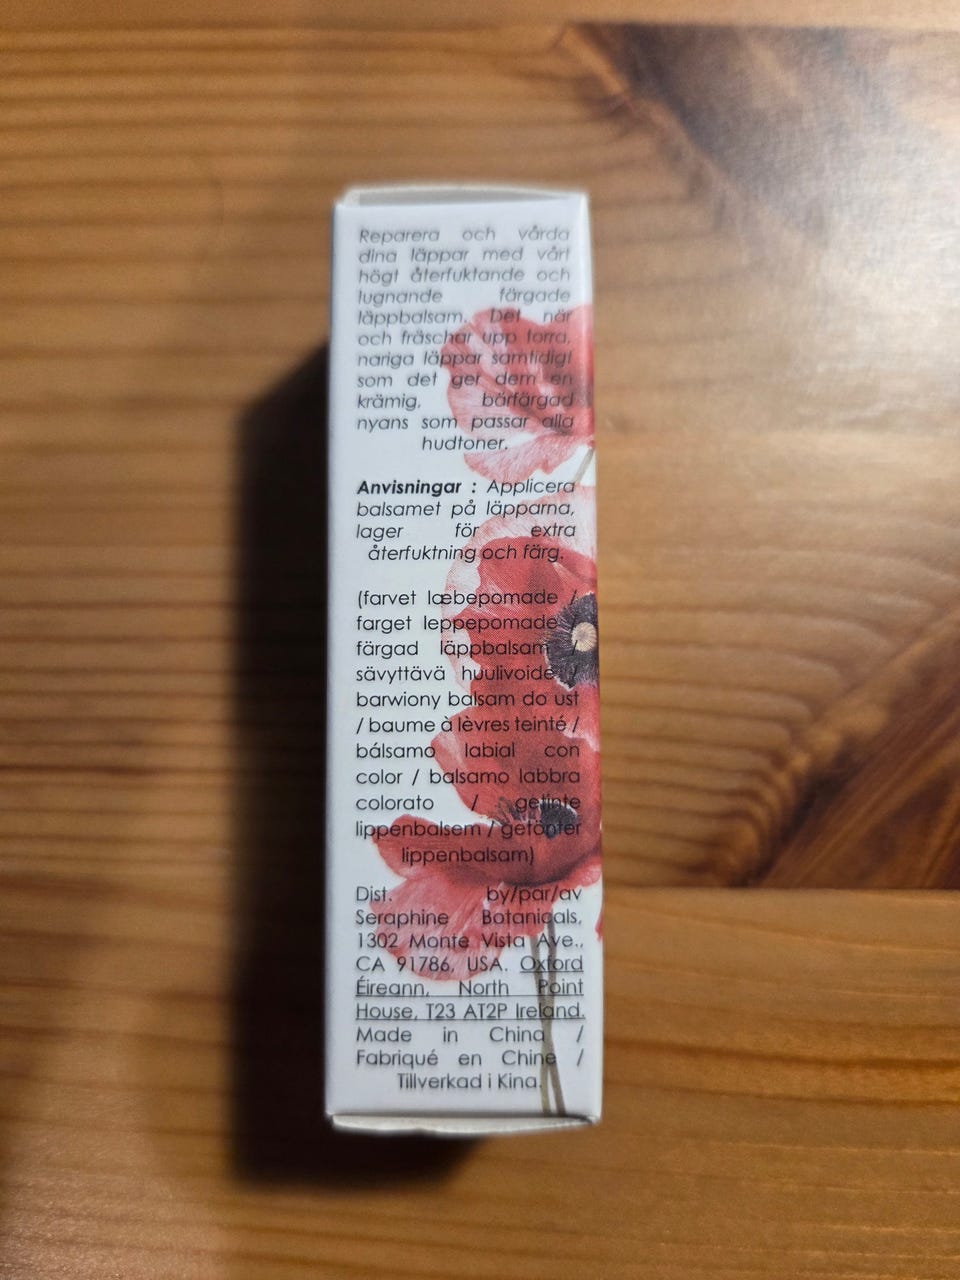 Reparera och vårda
dina läppar med vårt
högt återfuktande och
lugnande färgade
läppbalsam. Det när
och fräschar upp torra,
nariga läppar samtidigt
som det ger dem en
krämig, bärfärgad
nyans som passar alla
hudtoner.
Anvisningar : Applicera
balsamet på läpparna,
lager för extra
återfuktning och färg.
(farvet læbepomade /
farget leppepomade /
färgad läppbalsam /
sävyttävä huulivoide /
barwiony balsam do ust
/ baume à lèvres teinté /
bálsamo labial con
color / balsamo labbra
colorato / getinte
lippenbalsem / getönter
lippenbalsam)
Dist. by/par/av
Seraphine Botanicals,
1302 Monte Vista Ave.,
CA 91786, USA. Oxford
Éireann, North Point
House, T23 AT2P Ireland.
Made in China /
Fabriqué en Chine /
Tillverkad i Kina.